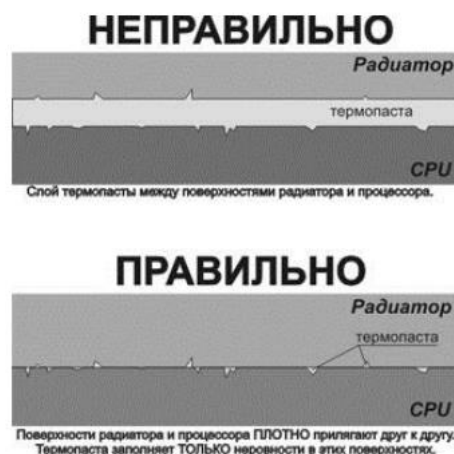 НЕПРАВИЛЬНО
Радиатор
термопаста
CPU
Слой термопасты между поверхностями радиатора и процессора.
ПРАВИЛЬНО
Радиатор
термопаста
CPU
Поверхности радиатора и процессора ПЛОТНО прилягают друг к другу.
Термопаста заполняет ТОЛЬКО неровности в этих поверхностях.